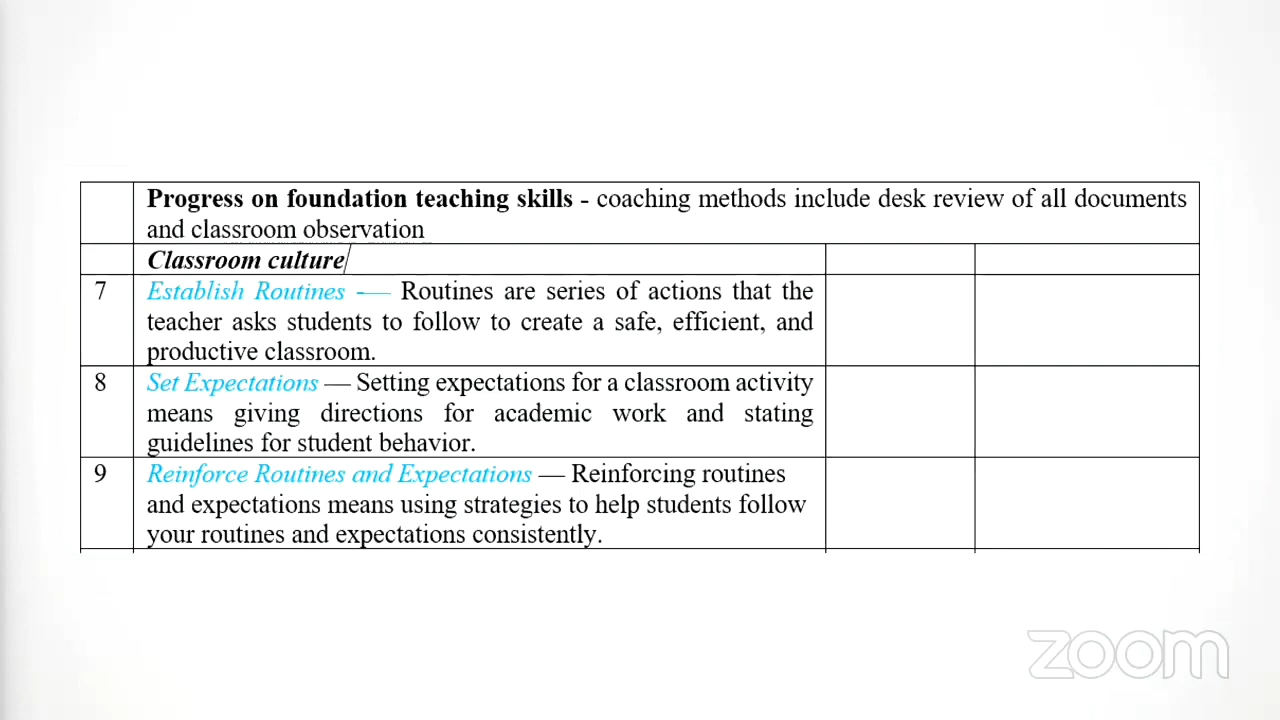 Progress on foundation teaching skills - coaching methods include desk review of all documents
and classroom observation
Classroom culture
7
Establish Routines -— Routines are series of actions that the
teacher asks students to follow to create a safe, efficient, and
productive classroom.
8
Set Expectations — Setting expectations for a classroom activity
means giving directions for academic work and stating
guidelines for student behavior.
9
Reinforce Routines and Expectations — Reinforcing routines
and expectations means using strategies to help students follow
your routines and expectations consistently.
zoom